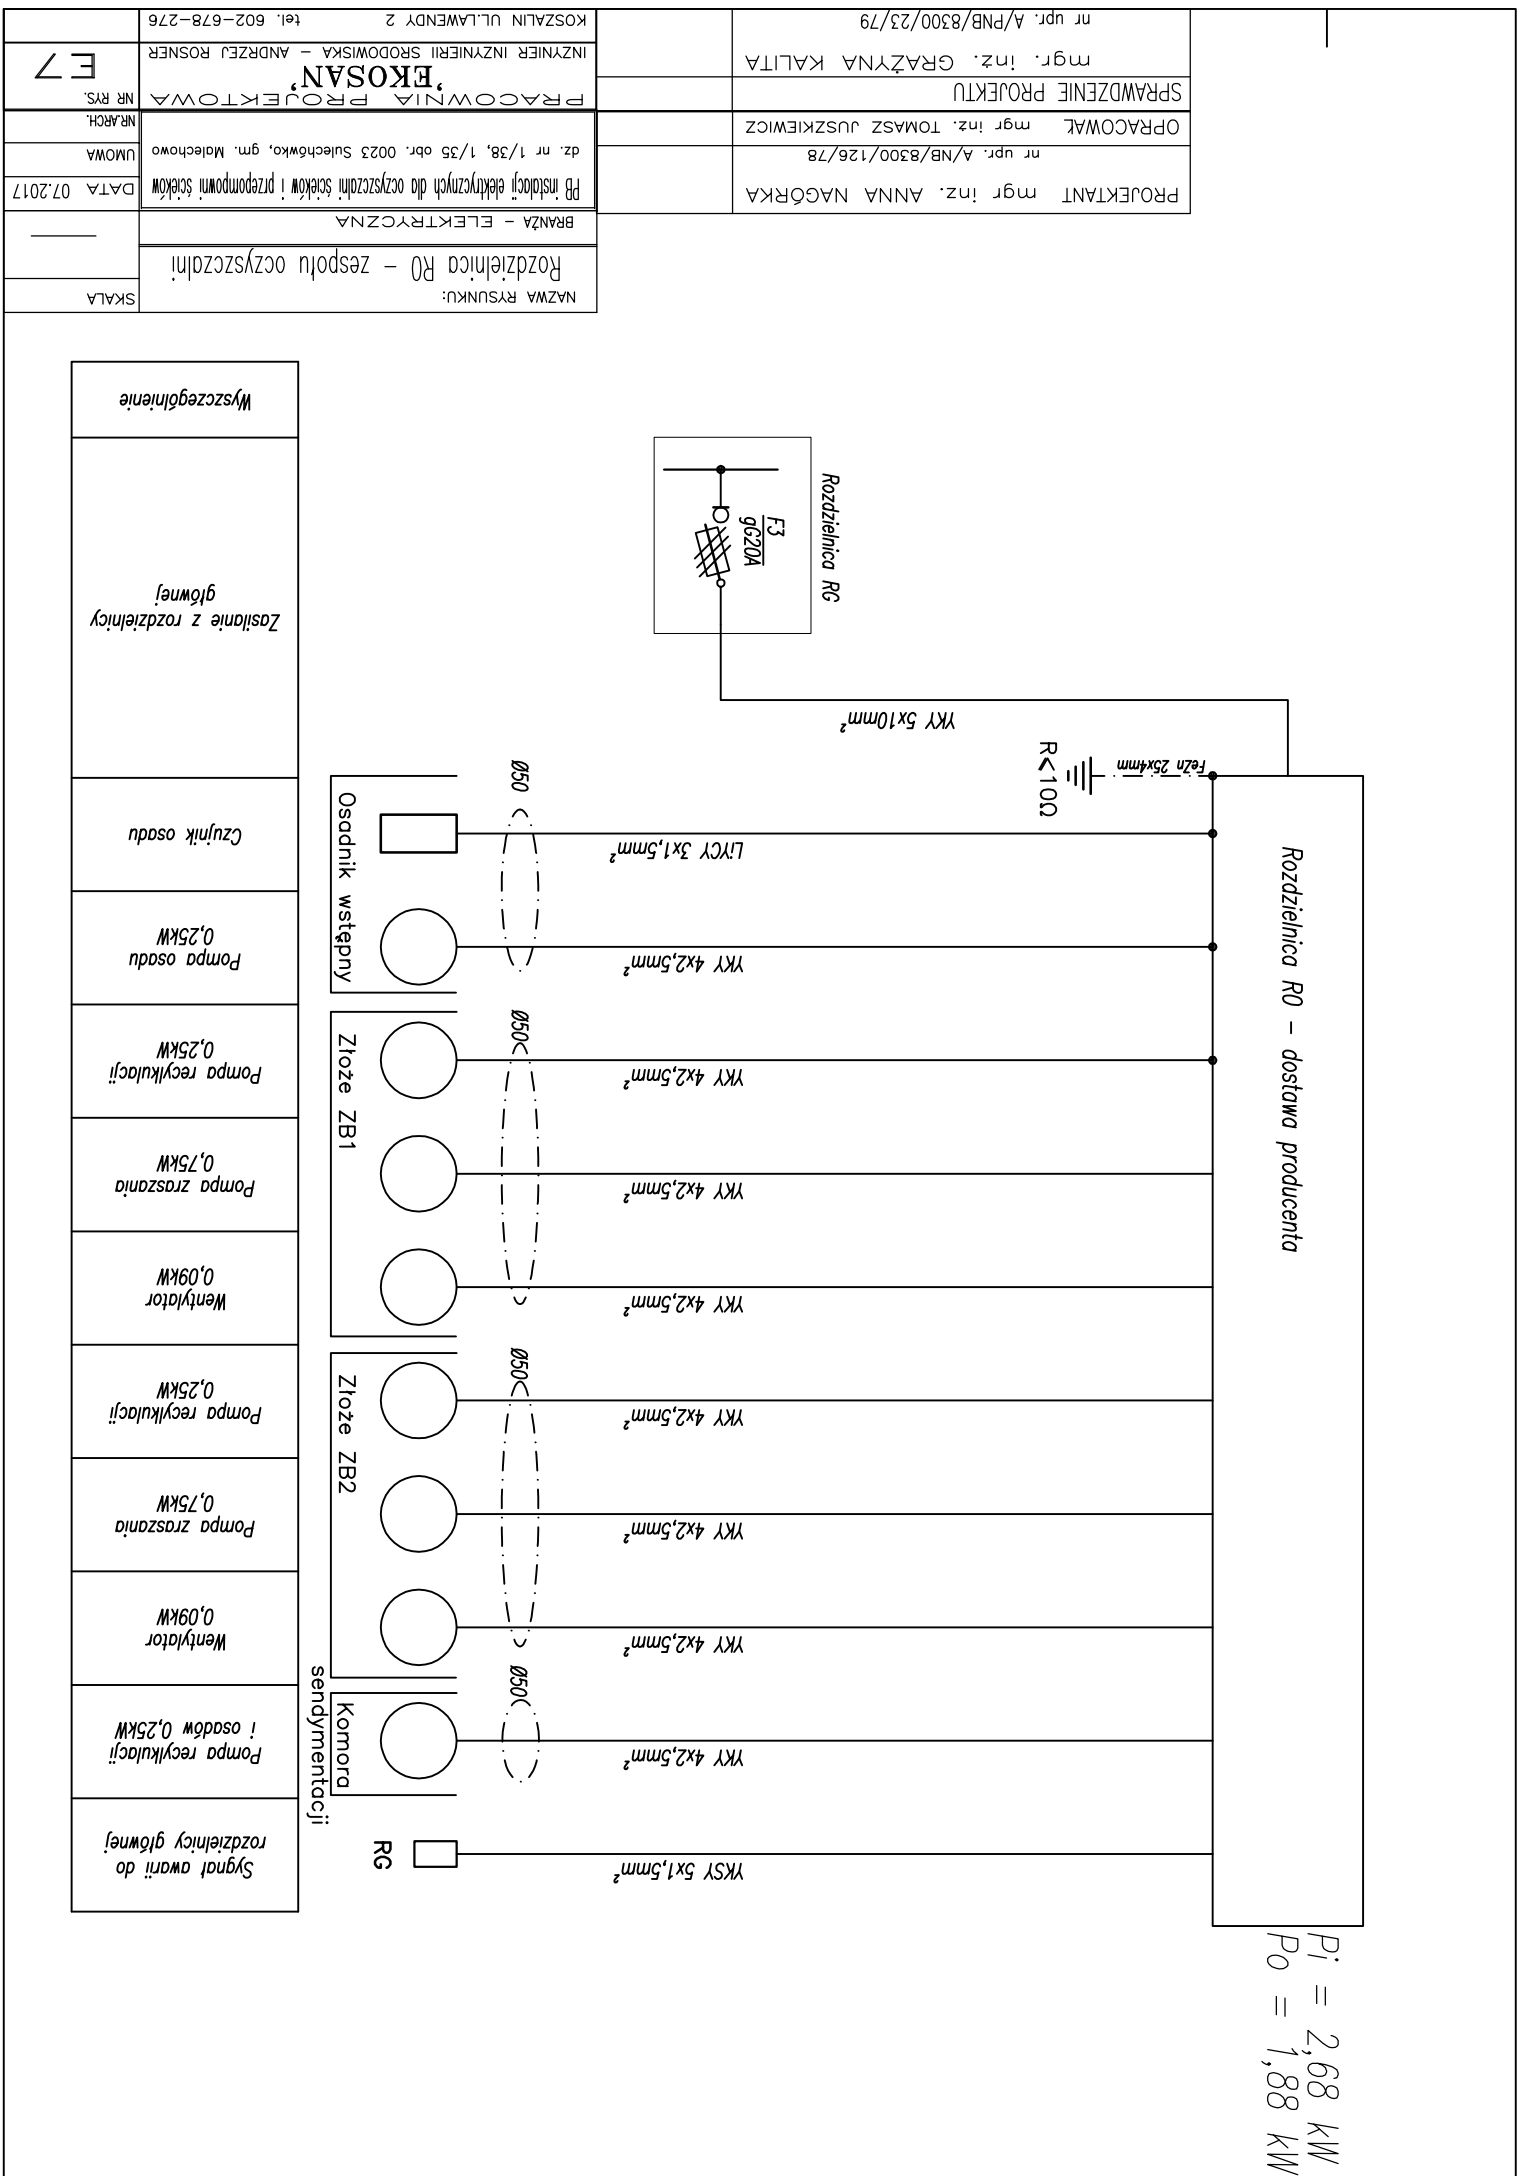 Pi = 2,68 kW
Po = 1,88 kW
Rozdzielnica RO - dostawa producenta
Rozdzielnica RG
F3
gG20A
YKY 5x10mm²
FeZn 25x4mm
R<10Ω
LiYCY 3x1,5mm²
YKY 4x2,5mm²
YKY 4x2,5mm²
YKY 4x2,5mm²
YKY 4x2,5mm²
YKY 4x2,5mm²
YKY 4x2,5mm²
YKY 4x2,5mm²
YKY 4x2,5mm²
YKSY 5x1,5mm²
Ø50
Ø50
Ø50
Ø50
Osadnik wstępny
Złoże ZB1
Złoże ZB2
Komora
sendymentacji
RG
Wyszczególnienie
Zasilanie z rozdzielnicy
głównej
Czujnik osadu
Pompa osadu
0,25kW
Pompa recylkulacji
0,25kW
Pompa zraszania
0,75kW
Wentylator
0,09kW
Pompa recylkulacji
0,25kW
Pompa zraszania
0,75kW
Wentylator
0,09kW
Pompa recylkulacji
i osadów 0,25kW
Sygnał awarii do
rozdzielnicy głównej
NAZWA RYSUNKU:
Rozdzielnica RO - zespołu oczyszczalni
SKALA
BRANŻA - ELEKTRYCZNA
PROJEKTANT mgr inż. ANNA NAGÓRKA
nr upr. A/NB/8300/126/78
PB instalacji elektrycznych dla oczyszczalni ścieków i przepompowni ścieków
dz. nr 1/38, 1/35 obr. 0023 Sulechówko, gm. Malechowo
DATA 07.2017
UMOWA
NR.ARCH.
OPRACOWAŁ mgr inż. TOMASZ JUSZKIEWICZ
SPRAWDZENIE PROJEKTU
mgr. inż. GRAŻYNA KALITA
nr upr. A/PNB/8300/23/79
PRACOWNIA PROJEKTOWA
'EKOSAN'
INŻYNIER INŻYNIERII ŚRODOWISKA - ANDRZEJ ROSNER
KOSZALIN UL.LAWENDY 2 tel. 602-678-276
NR RYS.
E7